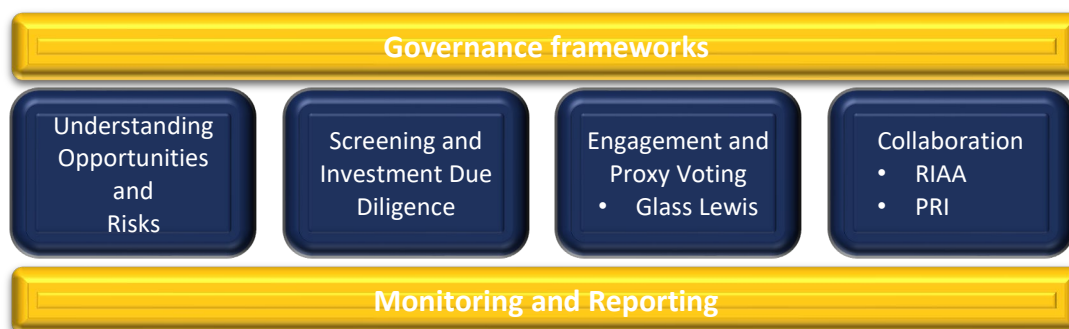 Governance frameworks
Understanding
Opportunities
and
Risks
Screening and
Investment Due
Diligence
Engagement and
Proxy Voting
• Glass Lewis
Collaboration
• RIAA
• PRI
Monitoring and Reporting